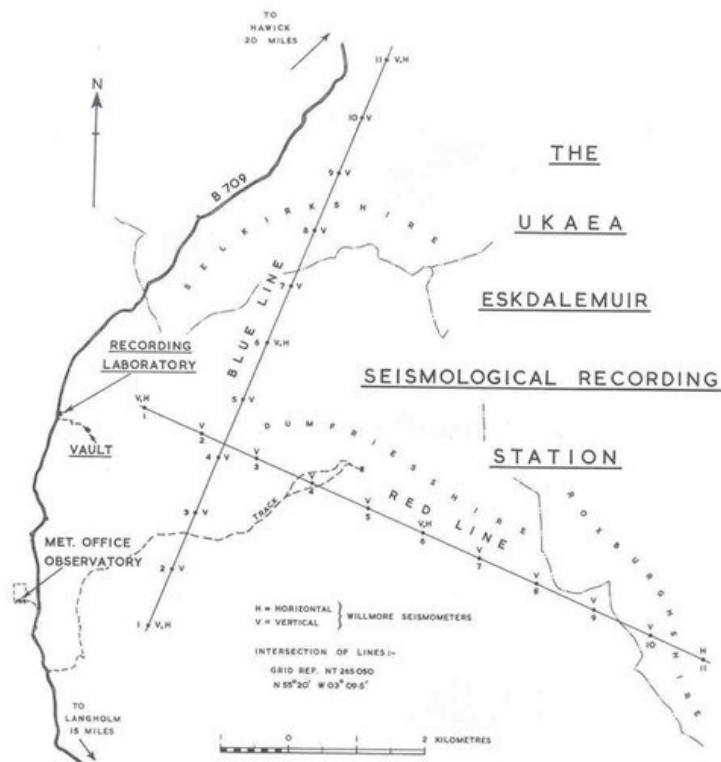 TO
HAWICK
20 MILES
N
B 709
THE
UKAEA
ESKDALEMUIR
SEISMOLOGICAL RECORDING
STATION
SELKIRKSHIRE
BLUE LINE
11 V,H
10 V
9 V
8 V
7 V
6 V,H
5 V
4 V
3 V
2 V
1 V,H
RECORDING
LABORATORY
VAULT
DUMFRIESSHIRE
RED LINE
ROXBURGHSHIRE
V,H
1
V
2
V
3
V
4
V
5
V,H
6
V
7
V
8
V
9
V
10
H
11
TRACK
MET. OFFICE
OBSERVATORY
H = HORIZONTAL
V = VERTICAL
WILLMORE SEISMOMETERS
INTERSECTION OF LINES:-
GRID REF. NT 265050
N 55° 20' W 03° 09·5'
TO
LANGHOLM
15 MILES
1 0 1 2 KILOMETRES